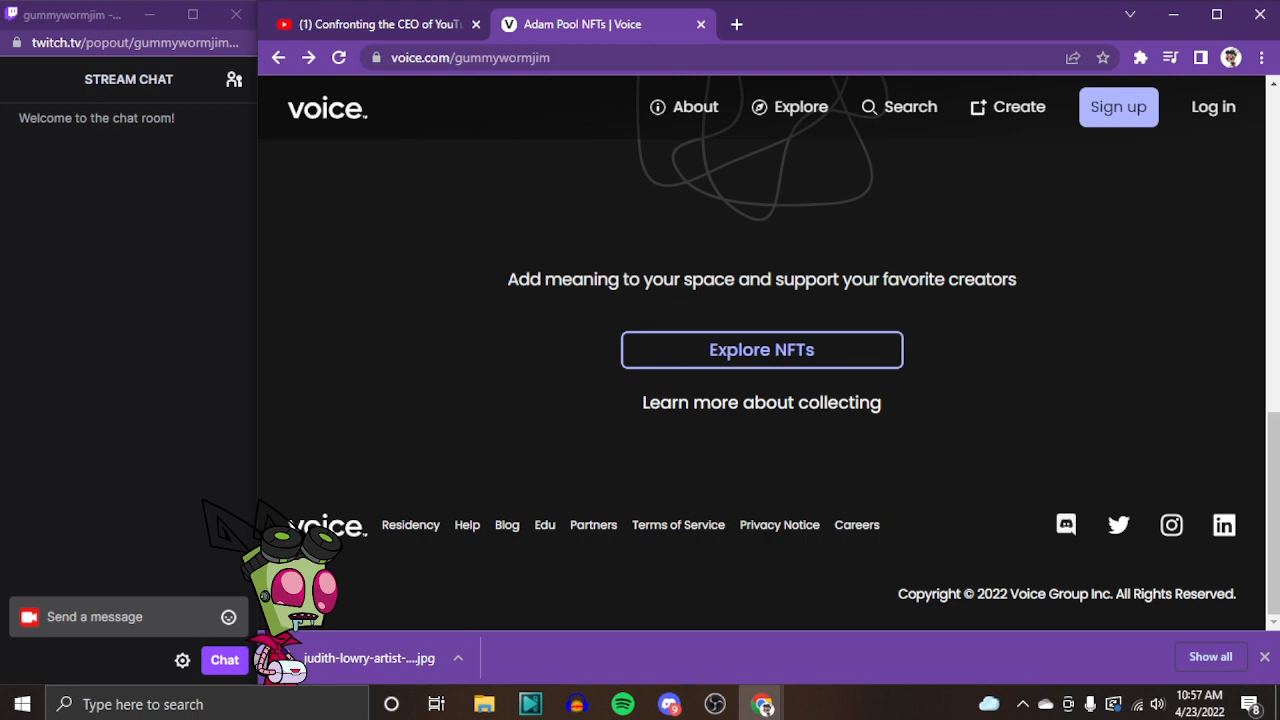 gummywormjim -...
twitch.tv/popout/gummywormjim...
STREAM CHAT
Welcome to the chat room!
Send a message
Chat
(1) Confronting the CEO of YouTu
Adam Pool NFTs | Voice
voice.com/gummywormjim
voice.
About
Explore
Search
Create
Sign up
Log in
Add meaning to your space and support your favorite creators
Explore NFTs
Learn more about collecting
voice.
Residency
Help
Blog
Edu
Partners
Terms of Service
Privacy Notice
Careers
Copyright © 2022 Voice Group Inc. All Rights Reserved.
judith-lowry-artist-....jpg
Show all
Type here to search
9
10:57 AM
4/23/2022
8